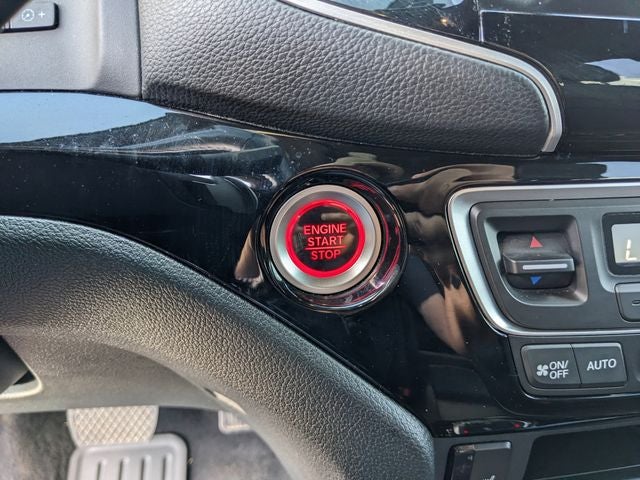 ENGINE
START
STOP
L
ON/
OFF
AUTO